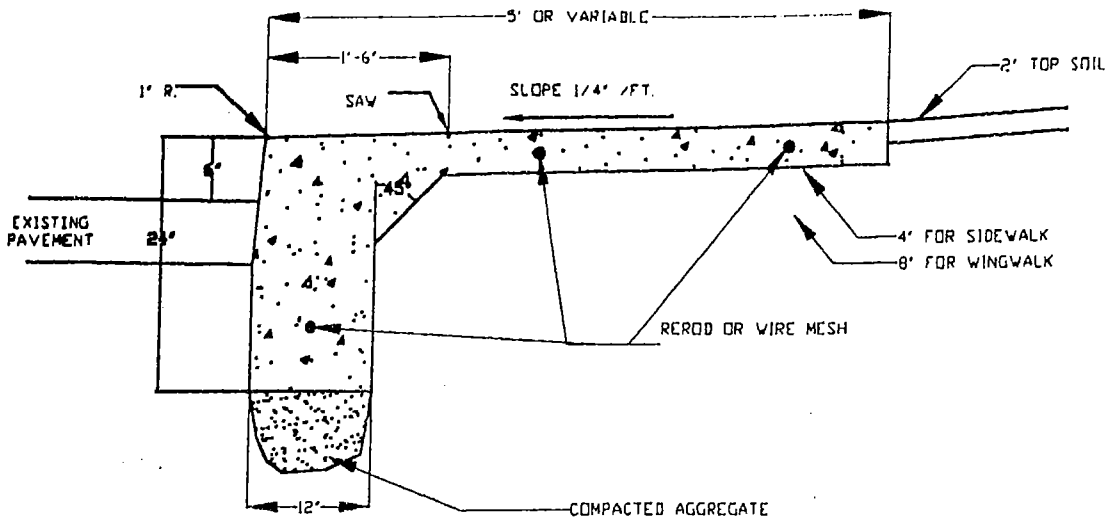 5' OR VARIABLE
1'-6"
2" TOP SOIL
1" R.
SAW
SLOPE 1/4" /FT.
6"
45°
EXISTING
PAVEMENT
24"
4" FOR SIDEWALK
8" FOR WINGWALK
REROD OR WIRE MESH
12"
COMPACTED AGGREGATE